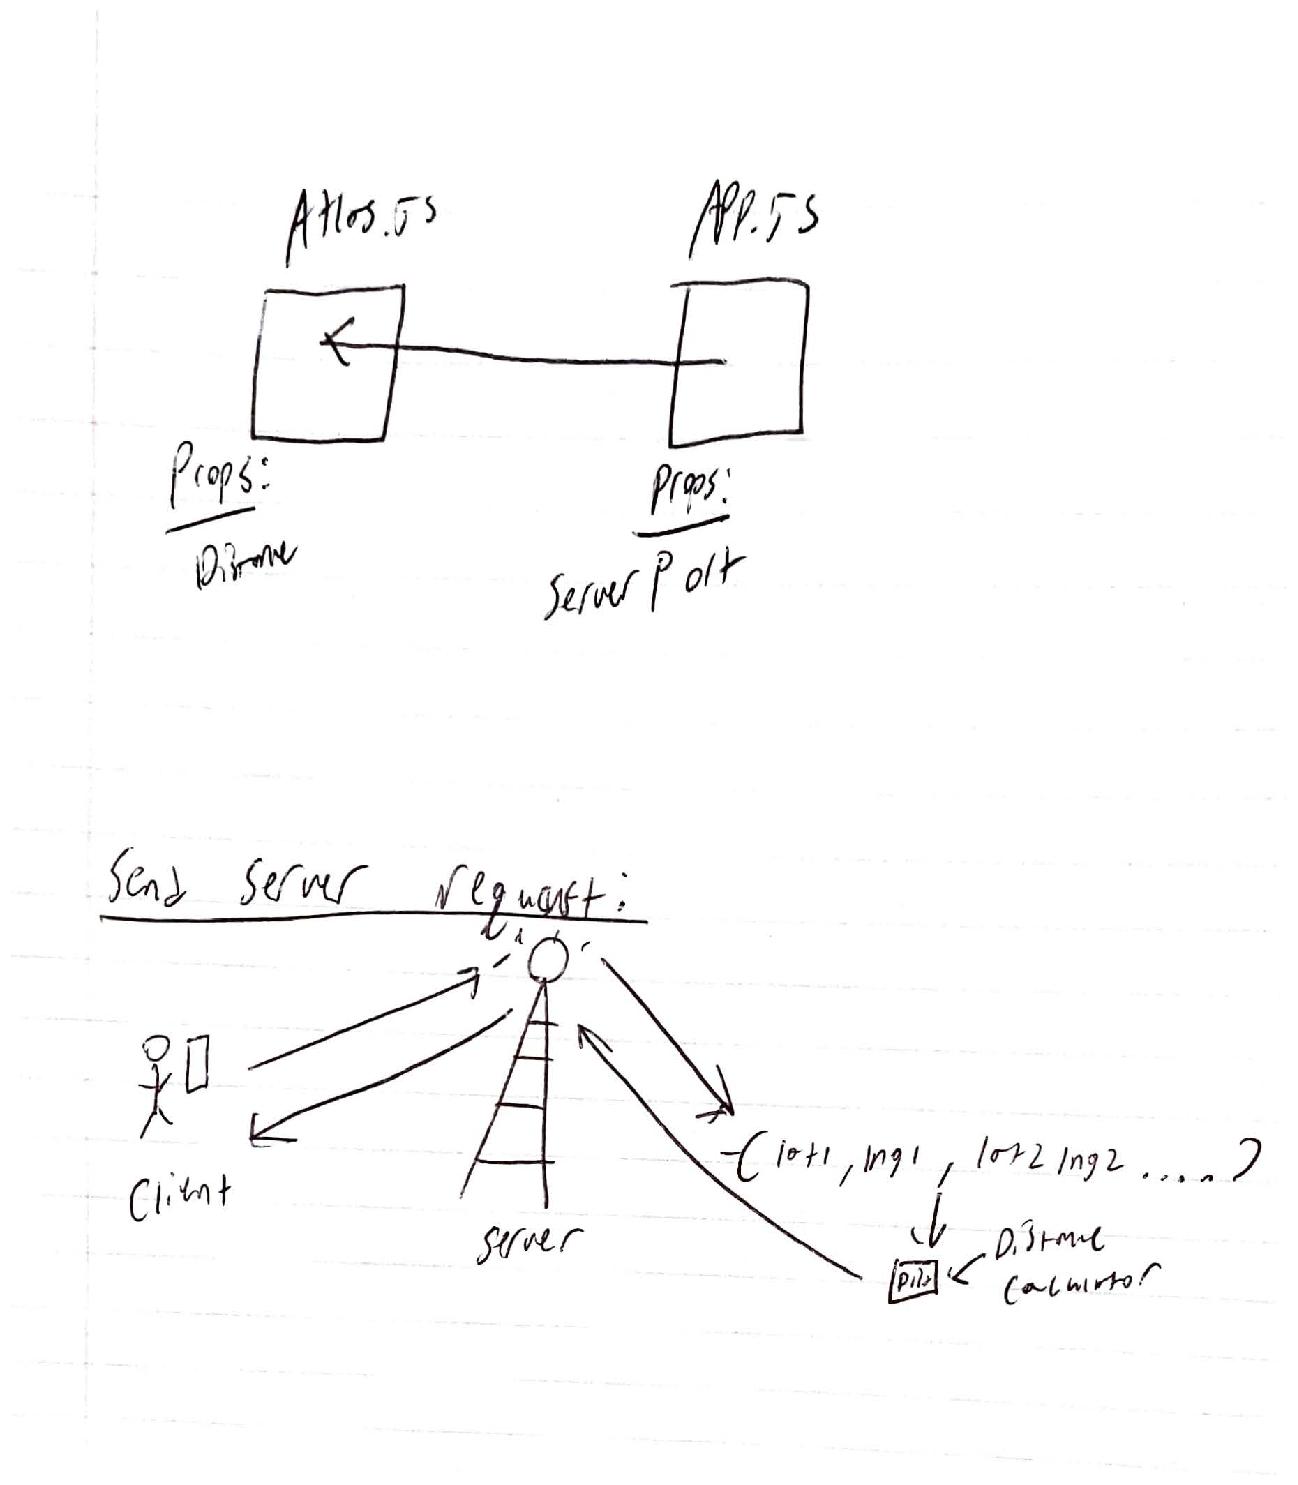 Atlas.JS
APP.JS
Props:
Distance
Props:
Server Port
Send server request:
Client
server
(lat1, lng1, lat2 lng2 .....)
Distance
calculator